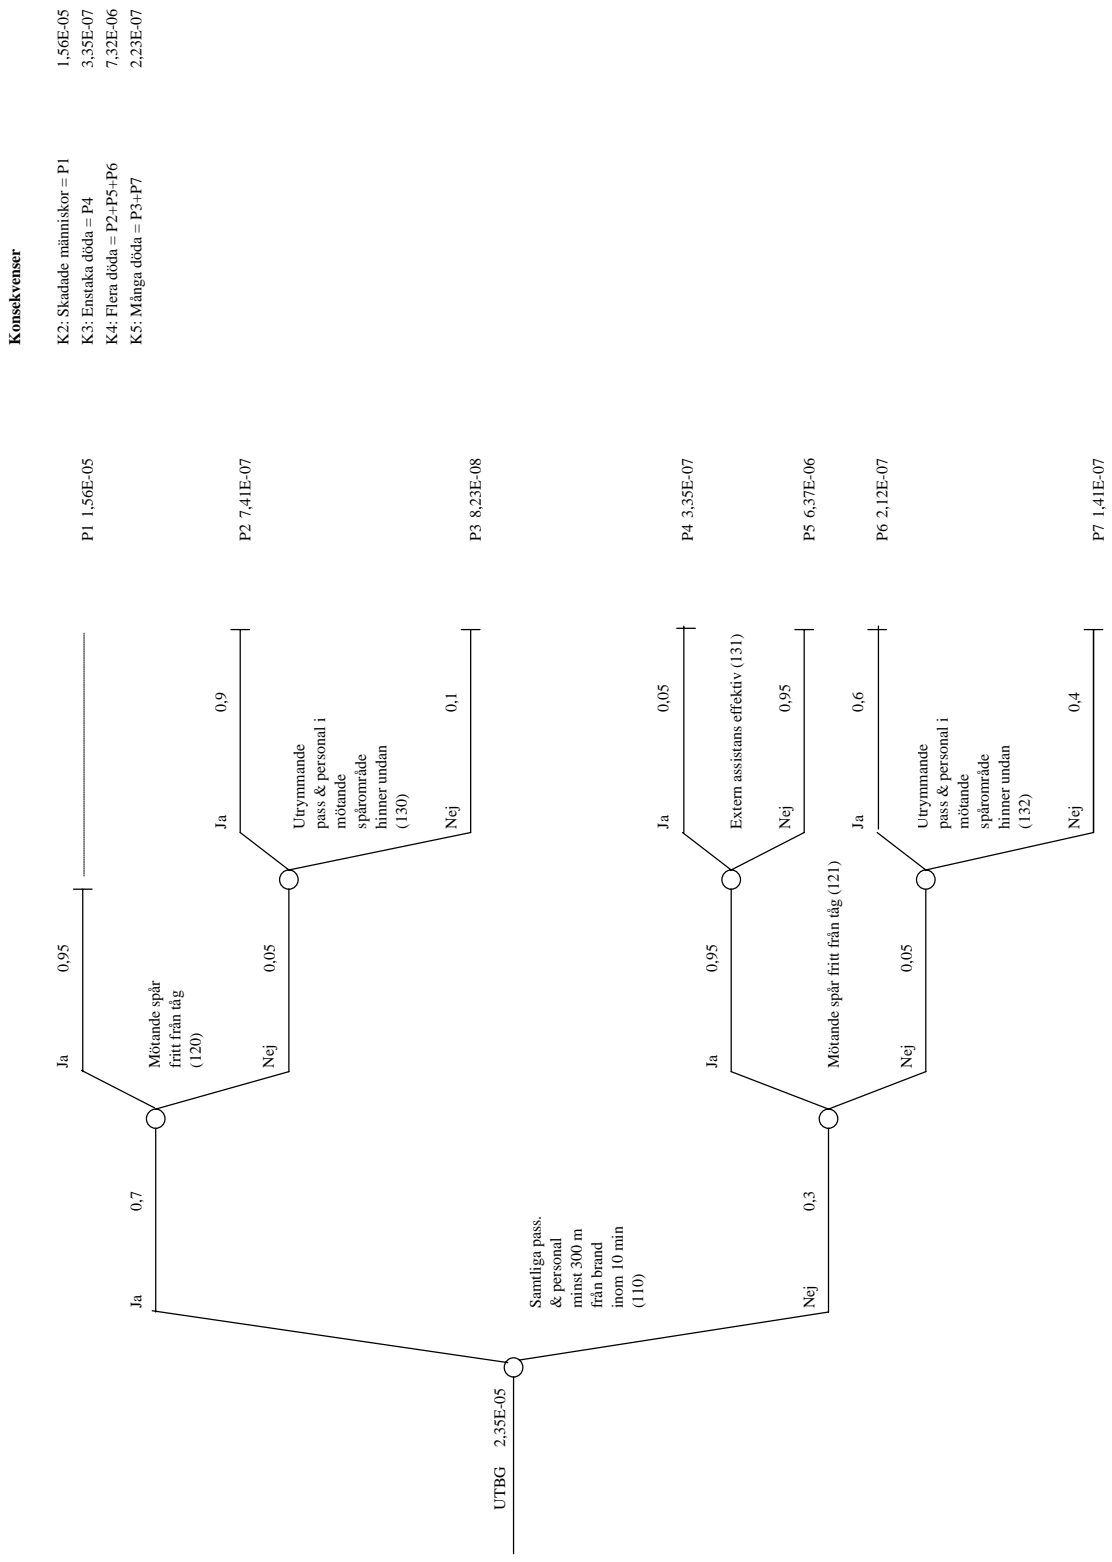 Konsekvenser
K2: Skadade människor = P1 1,56E-05
K3: Enstaka döda = P4 3,35E-07
K4: Flera döda = P2+P5+P6 7,32E-06
K5: Många döda = P3+P7 2,23E-07
UTBG 2,35E-05
Samtliga pass.
& personal
minst 300 m
från brand
inom 10 min
(110)
Ja 0,7
Nej 0,3
Mötande spår
fritt från tåg
(120)
Ja 0,95
Nej 0,05
P1 1,56E-05
Utrymmande
pass & personal i
mötande
spårområde
hinner undan
(130)
Ja 0,9
P2 7,41E-07
Nej 0,1
P3 8,23E-08
Mötande spår fritt från tåg (121)
Ja 0,95
Nej 0,05
Extern assistans effektiv (131)
Ja 0,05
P4 3,35E-07
Nej 0,95
P5 6,37E-06
Utrymmande
pass & personal i
mötande
spårområde
hinner undan
(132)
Ja 0,6
P6 2,12E-07
Nej 0,4
P7 1,41E-07